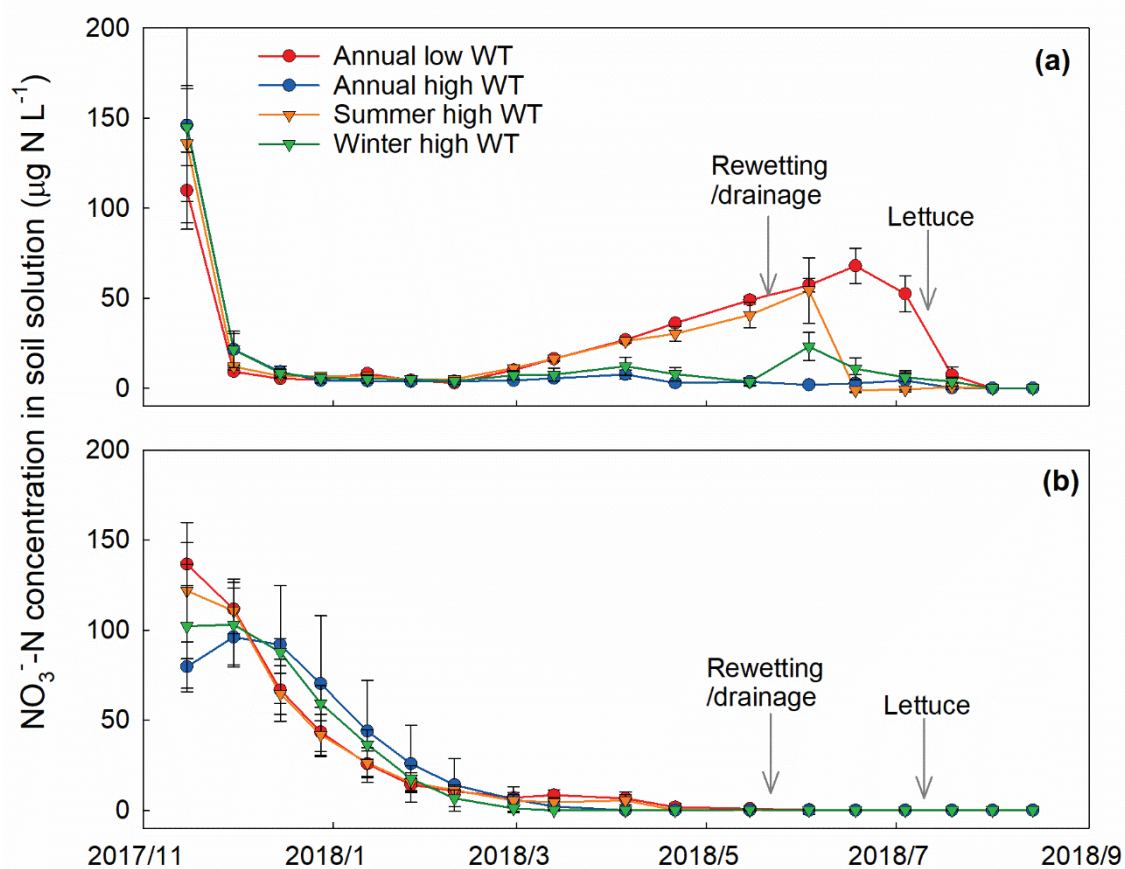 NO₃⁻-N concentration in soil solution (µg N L⁻¹)
200
150
100
50
0
Annual low WT
Annual high WT
Summer high WT
Winter high WT
(a)
Rewetting
/drainage
Lettuce
200
150
100
50
0
(b)
Rewetting
/drainage
Lettuce
2017/11 2018/1 2018/3 2018/5 2018/7 2018/9